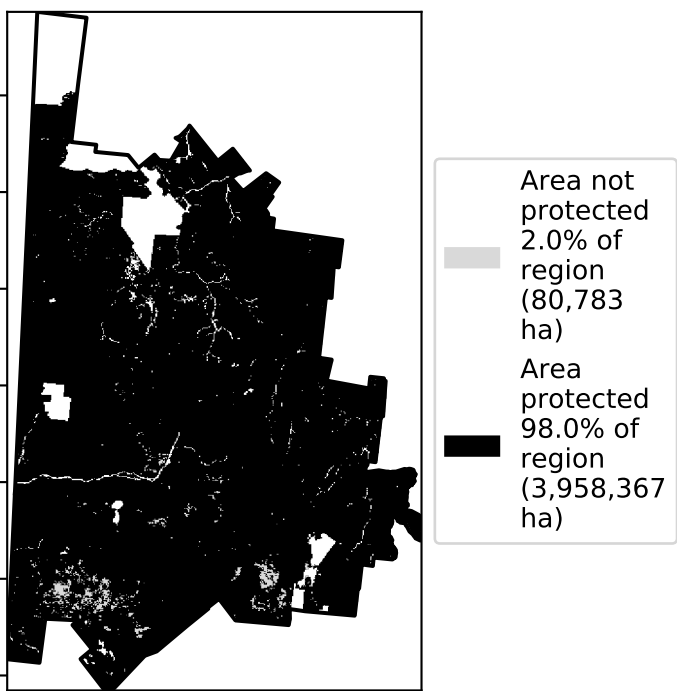 Area not
protected
2.0% of
region
(80,783
ha)
Area
protected
98.0% of
region
(3,958,367
ha)